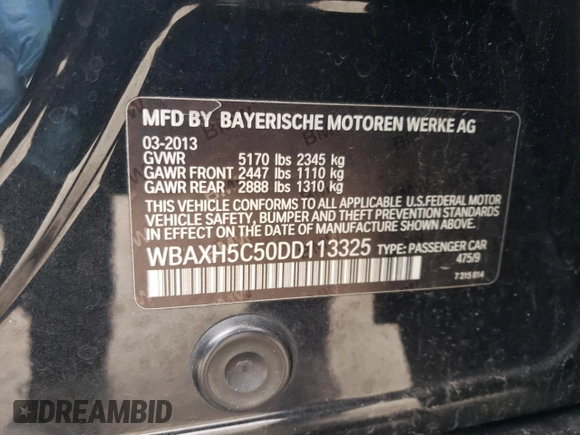 MFD BY BAYERISCHE MOTOREN WERKE AG
03-2013
GVWR 5170 lbs 2345 kg
GAWR FRONT 2447 lbs 1110 kg
GAWR REAR 2888 lbs 1310 kg
THIS VEHICLE CONFORMS TO ALL APPLICABLE U.S.FEDERAL MOTOR
VEHICLE SAFETY, BUMPER AND THEFT PREVENTION STANDARDS
IN EFFECT ON THE DATE OF MANUFACTURE SHOWN ABOVE.
WBAXH5C50DD113325 TYPE: PASSENGER CAR
475/9
7 315 814
DREAMBID